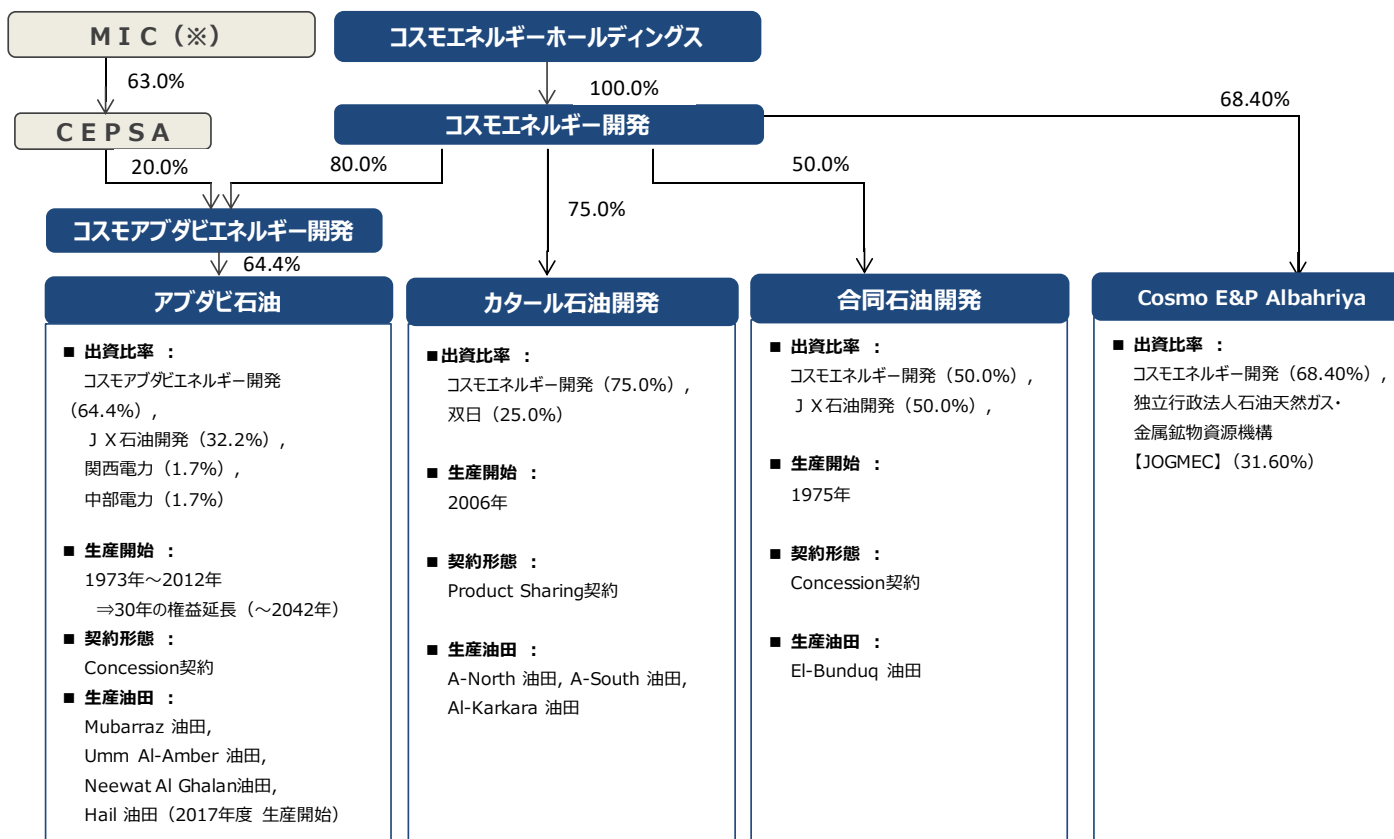 ＭＩＣ（※）
コスモエネルギーホールディングス
63.0%
100.0%
68.40%
ＣＥＰＳＡ
コスモエネルギー開発
20.0%
80.0%
50.0%
75.0%
コスモアブダビエネルギー開発
64.4%
アブダビ石油
■ 出資比率 ：
コスモアブダビエネルギー開発
(64.4%）,
ＪＸ石油開発（32.2%）,
関西電力（1.7%）,
中部電力（1.7%）
■ 生産開始 ：
1973年～2012年
⇒30年の権益延長（～2042年）
■ 契約形態 ：
Concession契約
■ 生産油田 ：
Mubarraz 油田,
Umm Al-Amber 油田,
Neewat Al Ghalan油田,
Hail 油田（2017年度 生産開始）
カタール石油開発
■出資比率 ：
コスモエネルギー開発（75.0%）,
双日（25.0%）
■ 生産開始 ：
2006年
■ 契約形態 ：
Product Sharing契約
■ 生産油田 ：
A-North 油田, A-South 油田,
Al-Karkara 油田
合同石油開発
■ 出資比率 ：
コスモエネルギー開発（50.0%）,
ＪＸ石油開発（50.0%）,
■ 生産開始 ：
1975年
■ 契約形態 ：
Concession契約
■ 生産油田 ：
El-Bunduq 油田
Cosmo E&P Albahriya
■ 出資比率 ：
コスモエネルギー開発（68.40%）,
独立行政法人石油天然ガス・
金属鉱物資源機構
【JOGMEC】（31.60%）